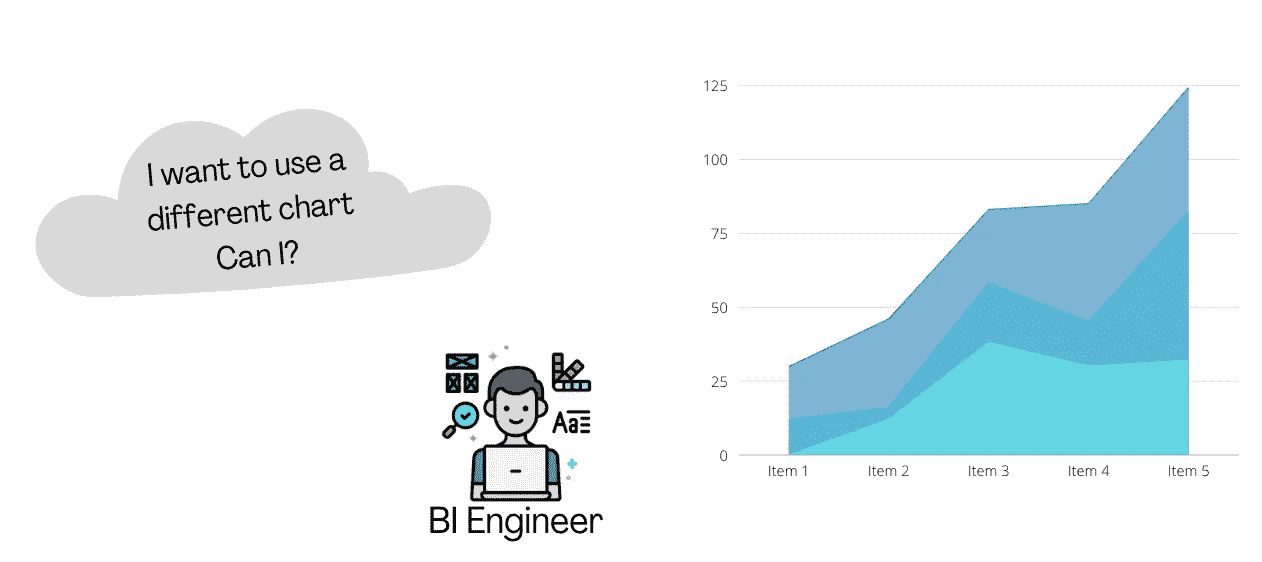 I want to use a
different chart
Can I?
Aa
BI Engineer
125
100
75
50
25
0
Item 1 Item 2 Item 3 Item 4 Item 5